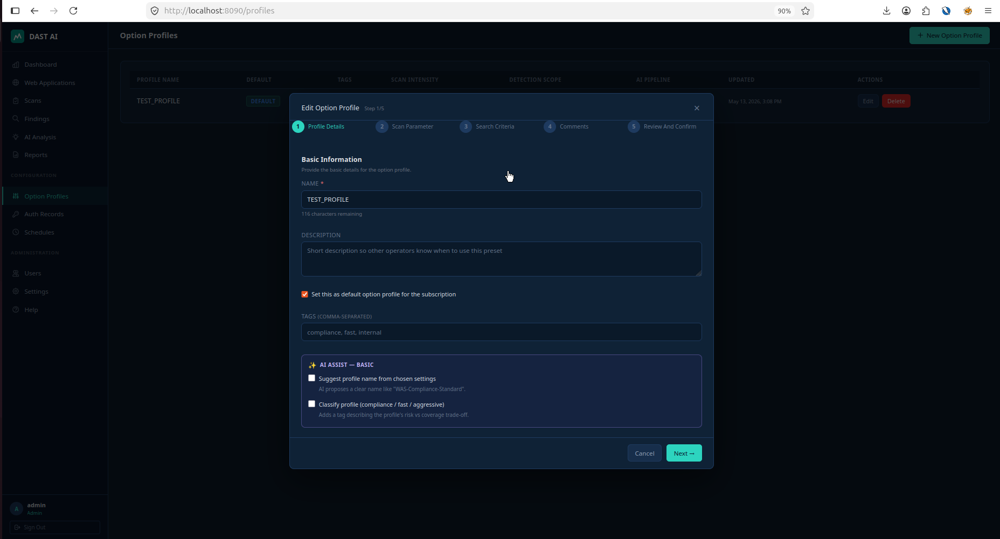 http://localhost:8090/profiles
90%
DAST AI
Dashboard
Web Applications
Scans
Findings
AI Analysis
Reports
CONFIGURATION
Option Profiles
Auth Records
Schedules
ADMINISTRATION
Users
Settings
Help
A
admin
Admin
Sign Out
Option Profiles
+ New Option Profile
PROFILE NAME DEFAULT TAGS SCAN INTENSITY DETECTION SCOPE AI PIPELINE UPDATED ACTIONS
TEST_PROFILE DEFAULT May 13, 2026, 3:08 PM Edit Delete
Edit Option Profile Step 1/5 ×
1 Profile Details 2 Scan Parameter 3 Search Criteria 4 Comments 5 Review And Confirm
Basic Information
Provide the basic details for the option profile.
NAME *
TEST_PROFILE
116 characters remaining
DESCRIPTION
Short description so other operators know when to use this preset
Set this as default option profile for the subscription
TAGS (COMMA-SEPARATED)
compliance, fast, internal
✨ AI ASSIST — BASIC
Suggest profile name from chosen settings
AI proposes a clear name like "WAS-Compliance-Standard".
Classify profile (compliance / fast / aggressive)
Adds a tag describing the profile's risk vs coverage trade-off.
Cancel Next →